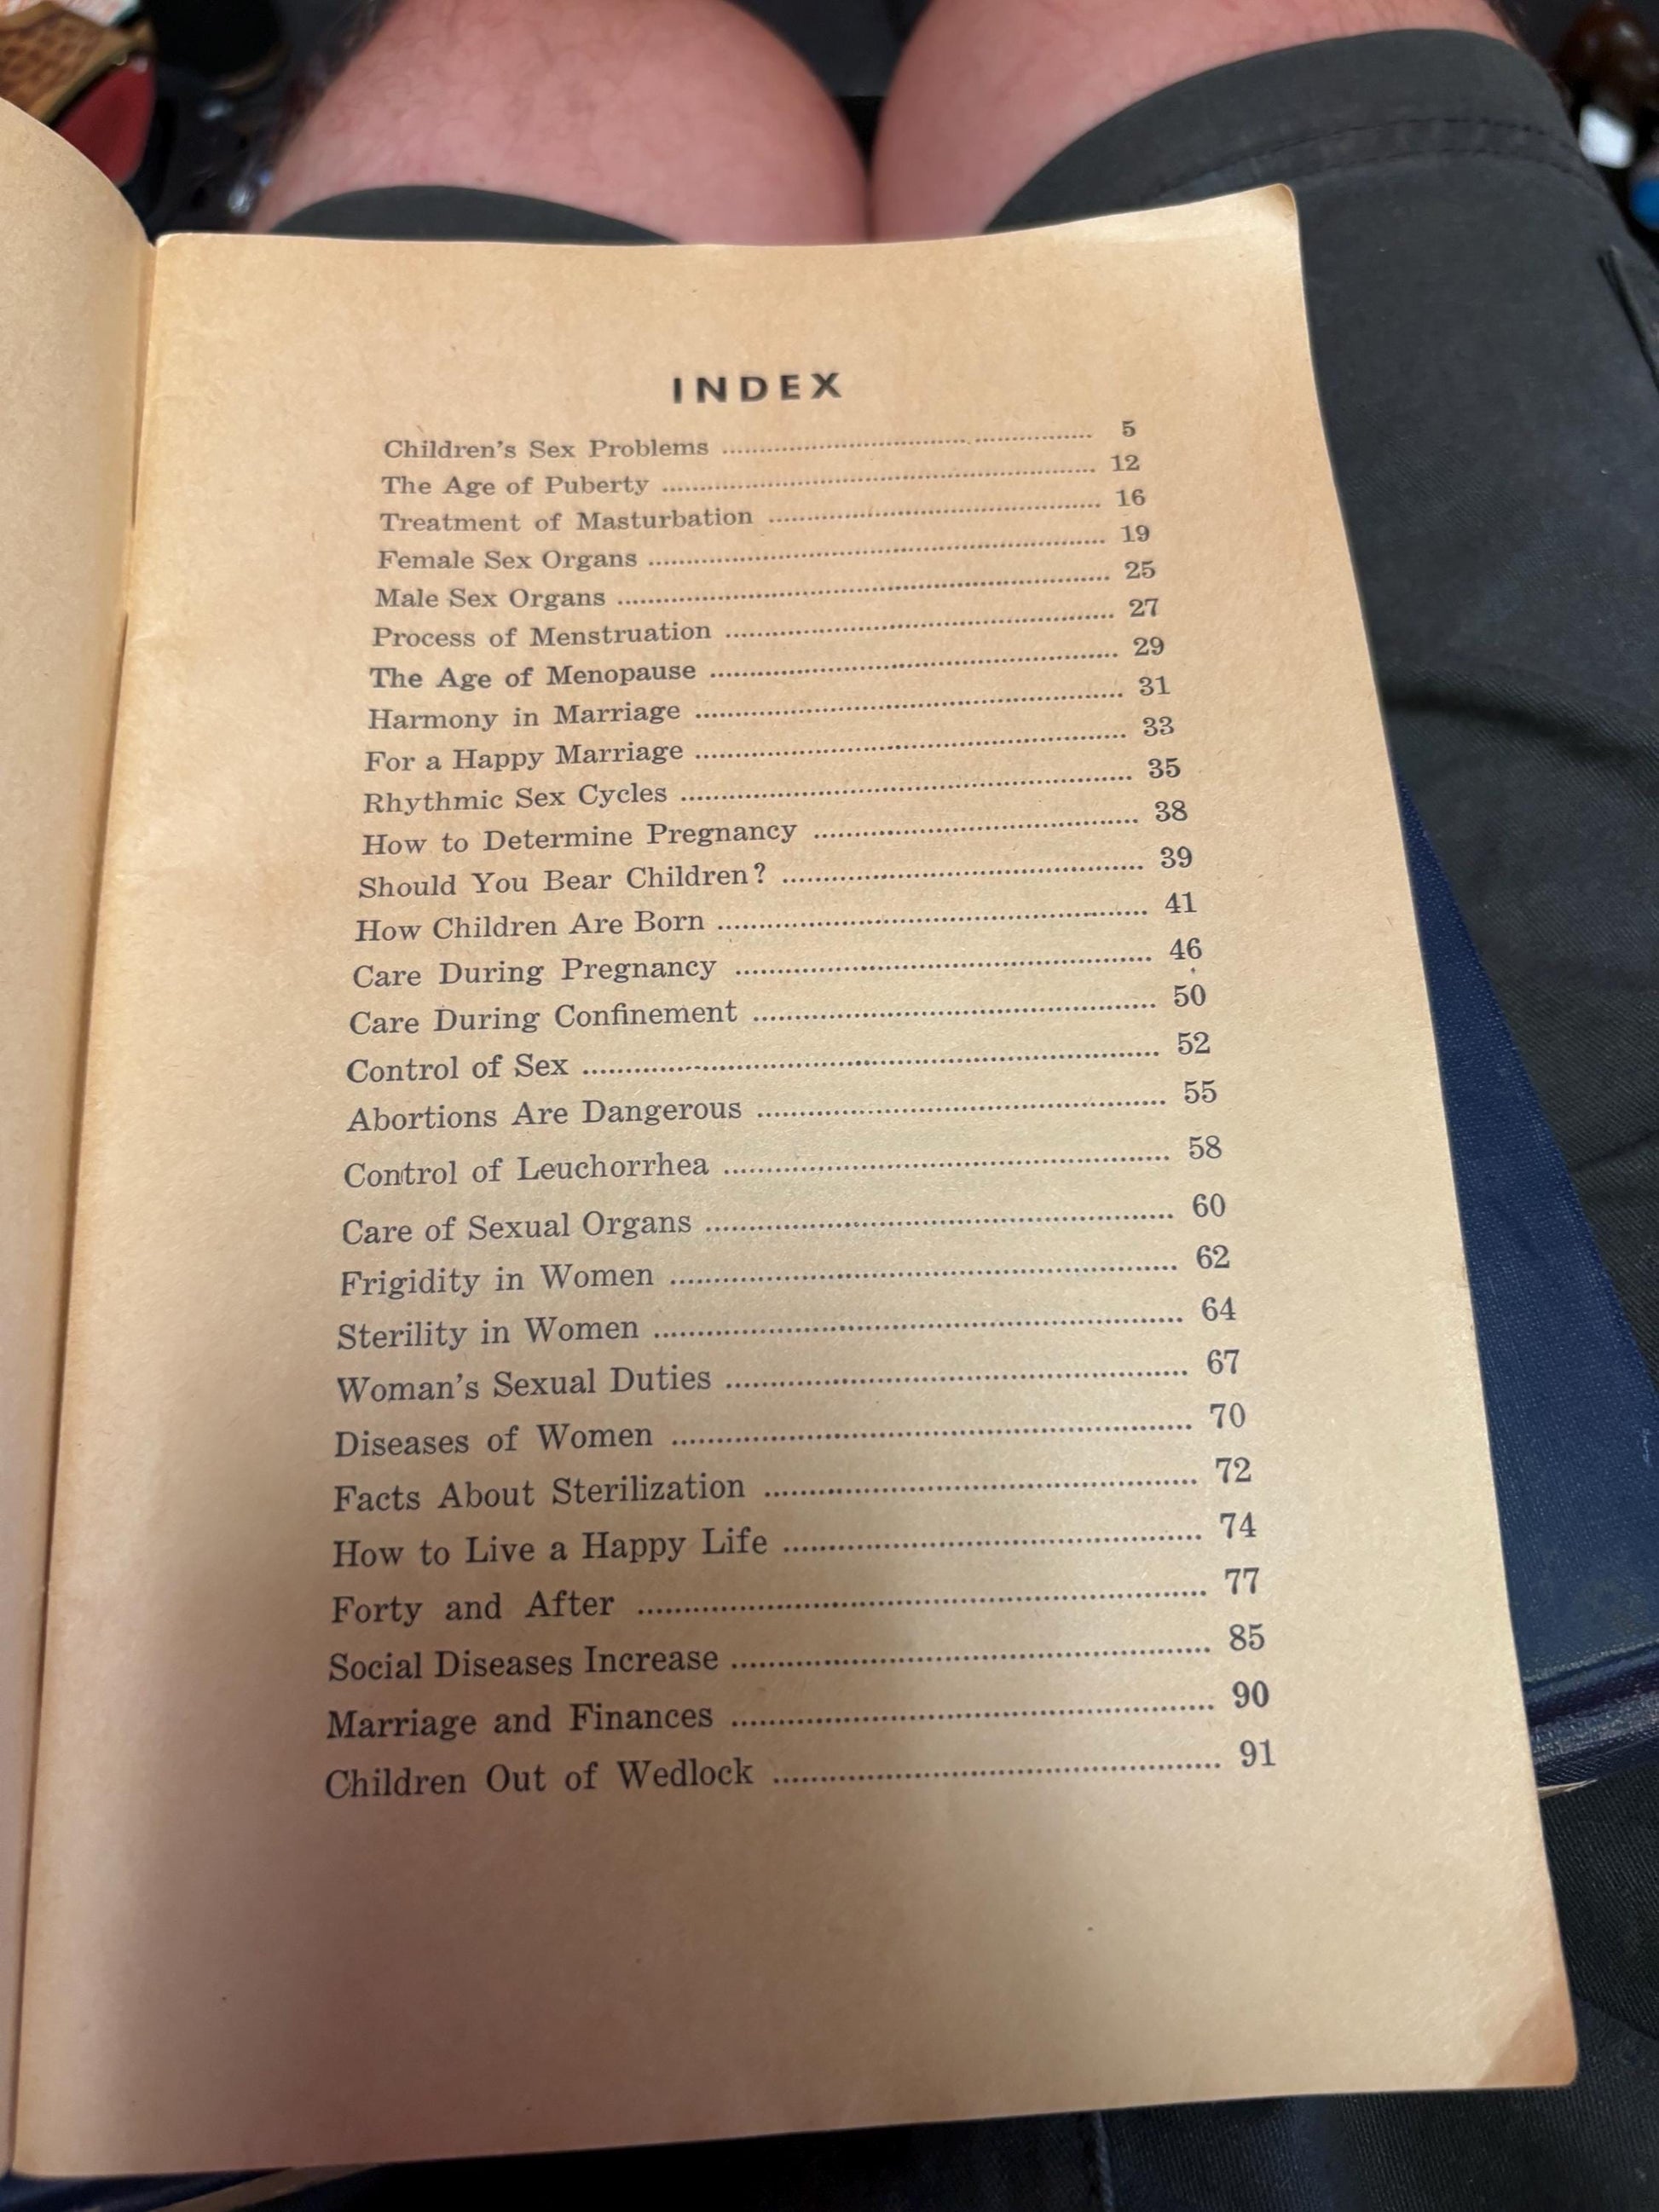 INDEX
Children's Sex Problems ........................ 5
The Age of Puberty ........................ 12
Treatment of Masturbation ........................ 16
Female Sex Organs ........................ 19
Male Sex Organs ........................ 25
Process of Menstruation ........................ 27
The Age of Menopause ........................ 29
Harmony in Marriage ........................ 31
For a Happy Marriage ........................ 33
Rhythmic Sex Cycles ........................ 35
How to Determine Pregnancy ........................ 38
Should You Bear Children? ........................ 39
How Children Are Born ........................ 41
Care During Pregnancy ........................ 46
Care During Confinement ........................ 50
Control of Sex ........................ 52
Abortions Are Dangerous ........................ 55
Control of Leuchorrhea ........................ 58
Care of Sexual Organs ........................ 60
Frigidity in Women ........................ 62
Sterility in Women ........................ 64
Woman's Sexual Duties ........................ 67
Diseases of Women ........................ 70
Facts About Sterilization ........................ 72
How to Live a Happy Life ........................ 74
Forty and After ........................ 77
Social Diseases Increase ........................ 85
Marriage and Finances ........................ 90
Children Out of Wedlock ........................ 91